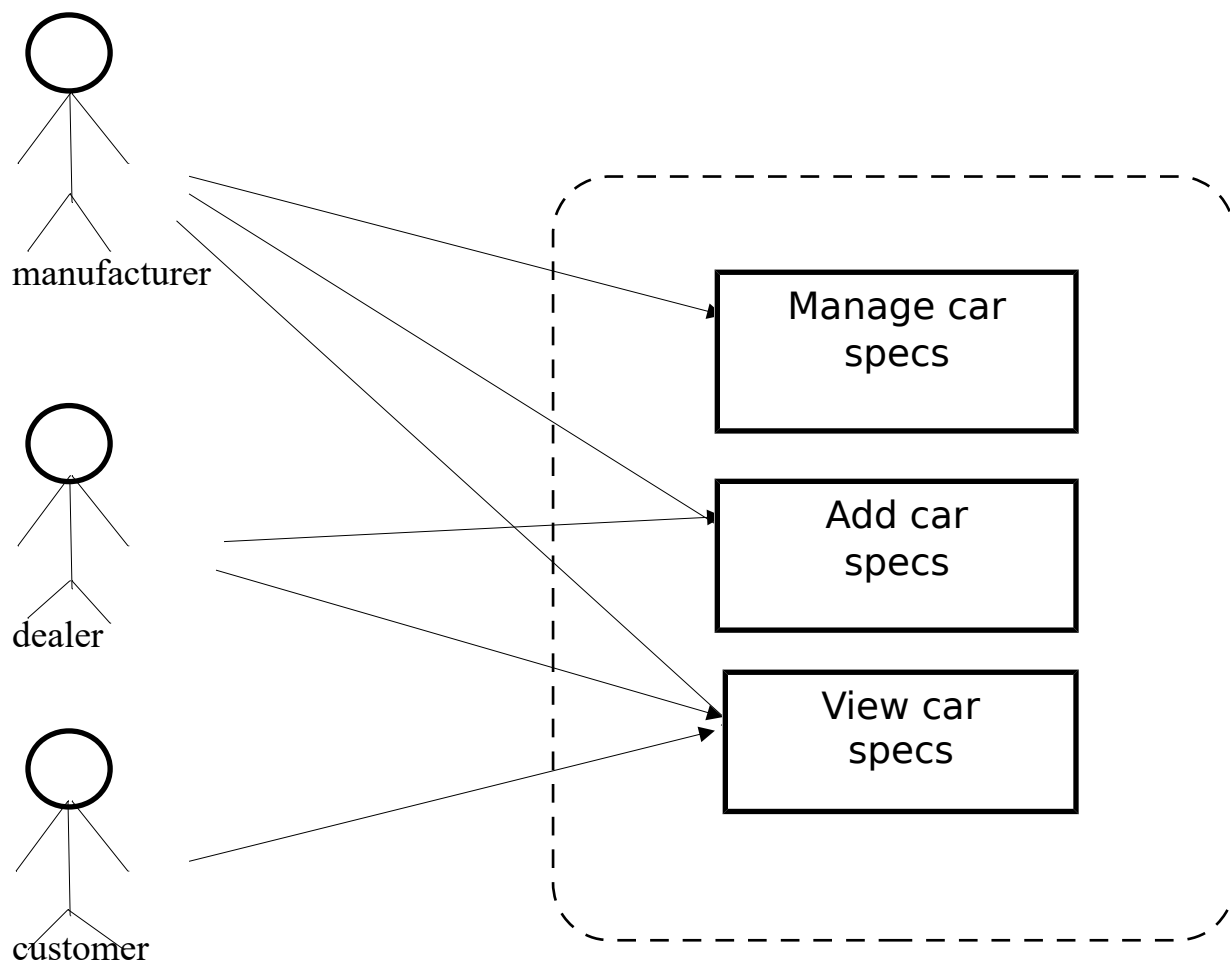 manufacturer
Manage car
specs
Add car
specs
dealer
View car
specs
customer